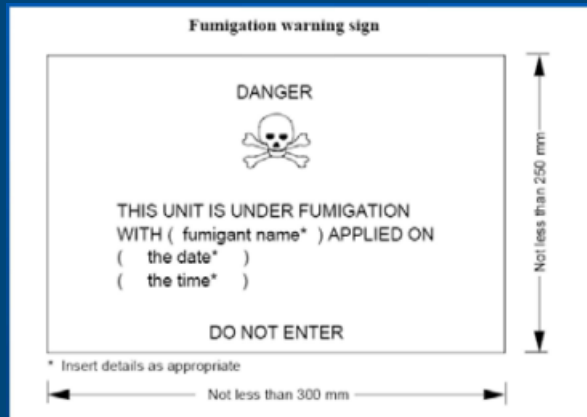 Fumigation warning sign
DANGER
THIS UNIT IS UNDER FUMIGATION
WITH ( fumigant name* ) APPLIED ON
( the date* )
( the time* )
DO NOT ENTER
Not less than 250 mm
* Insert details as appropriate
Not less than 300 mm